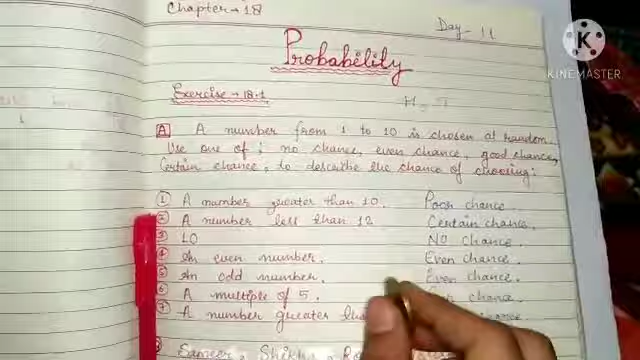 Chapter → 18
Day - 11
Probability
Exercise → 18.1
H - T
KINEMASTER
A A number from 1 to 10 is chosen at random.
Use one of ; no chance, even chance, good chance,
Certain chance, to describe the chance of choosing:
1 A number greater than 10. Poor chance.
2 A number less than 12 Certain chance.
3 10 No chance.
4 An even number. Even chance.
5 An odd number. Even chance.
6 A multiple of 5. chance.
7 A number greater
Sameer, Shikha,